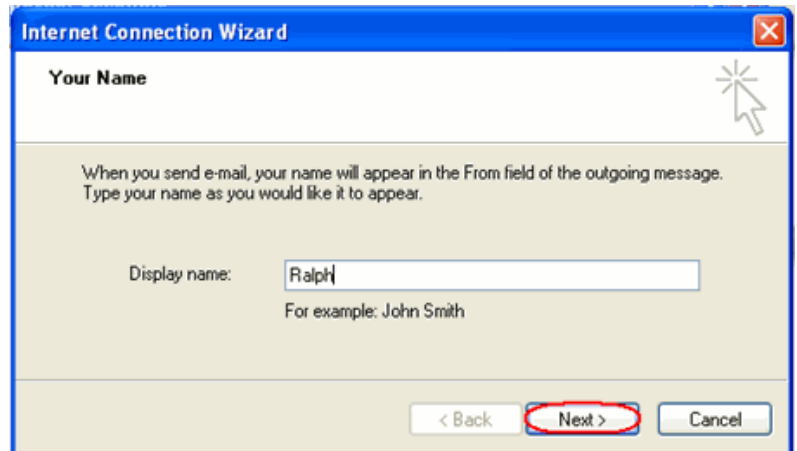 Internet Connection Wizard
Your Name
When you send e-mail, your name will appear in the From field of the outgoing message.
Type your name as you would like it to appear.
Display name: Ralph
For example: John Smith
< Back Next > Cancel